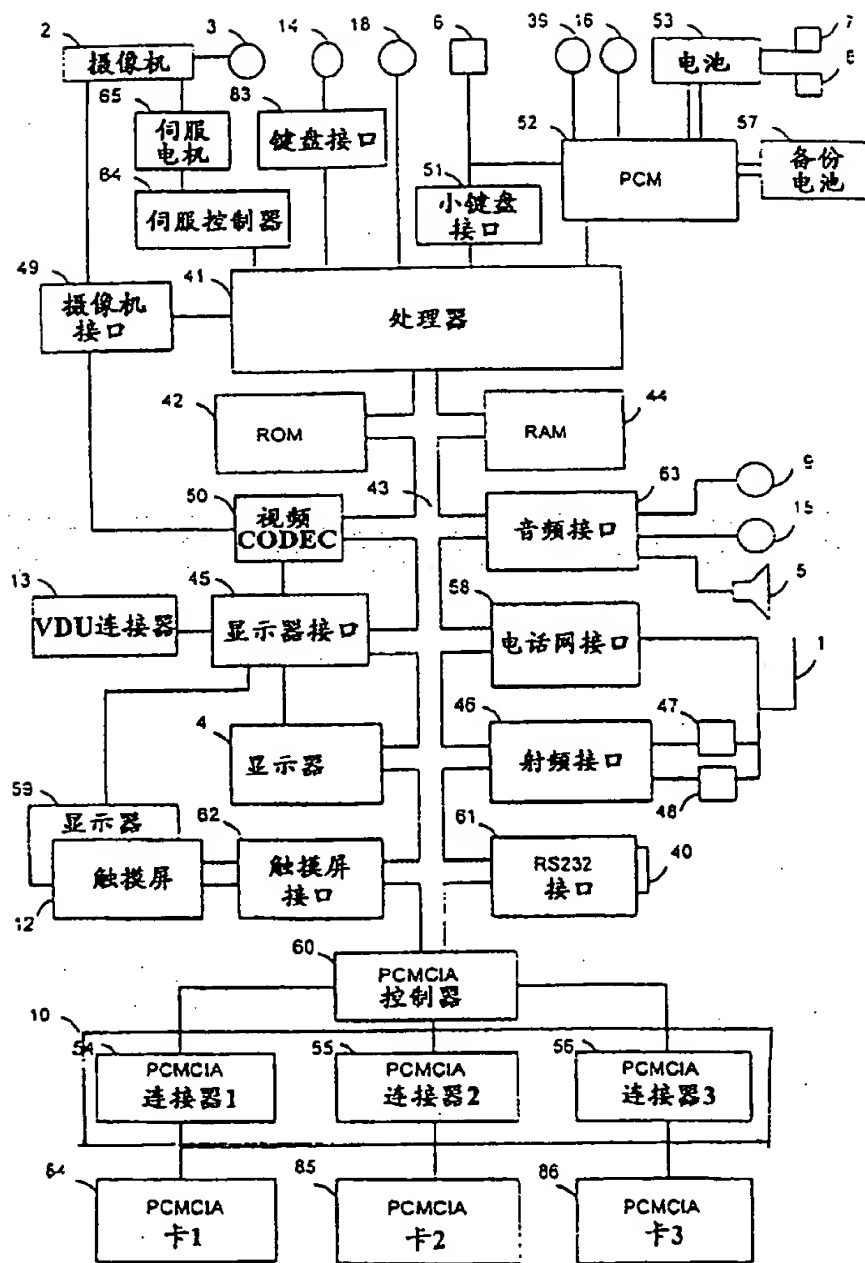 2
3
14
18
6
39
16
53
7
8
摄像机
电池
65
83
52
57
伺服
电机
键盘接口
PCM
备份
电池
64
51
伺服控制器
小键盘
接口
49
41
摄像机
接口
处理器
42
44
ROM
RAM
43
50
63
9
视频
CODEC
音频接口
15
13
45
58
5
VDU连接器
显示器接口
电话网接口
1
4
46
47
显示器
射频接口
59
62
61
48
显示器
触摸屏
触摸屏
接口
RS232
接口
40
12
60
PCMCIA
控制器
10
54
55
56
PCMCIA
连接器1
PCMCIA
连接器2
PCMCIA
连接器3
85
86
PCMCIA
卡1
PCMCIA
卡2
PCMCIA
卡3